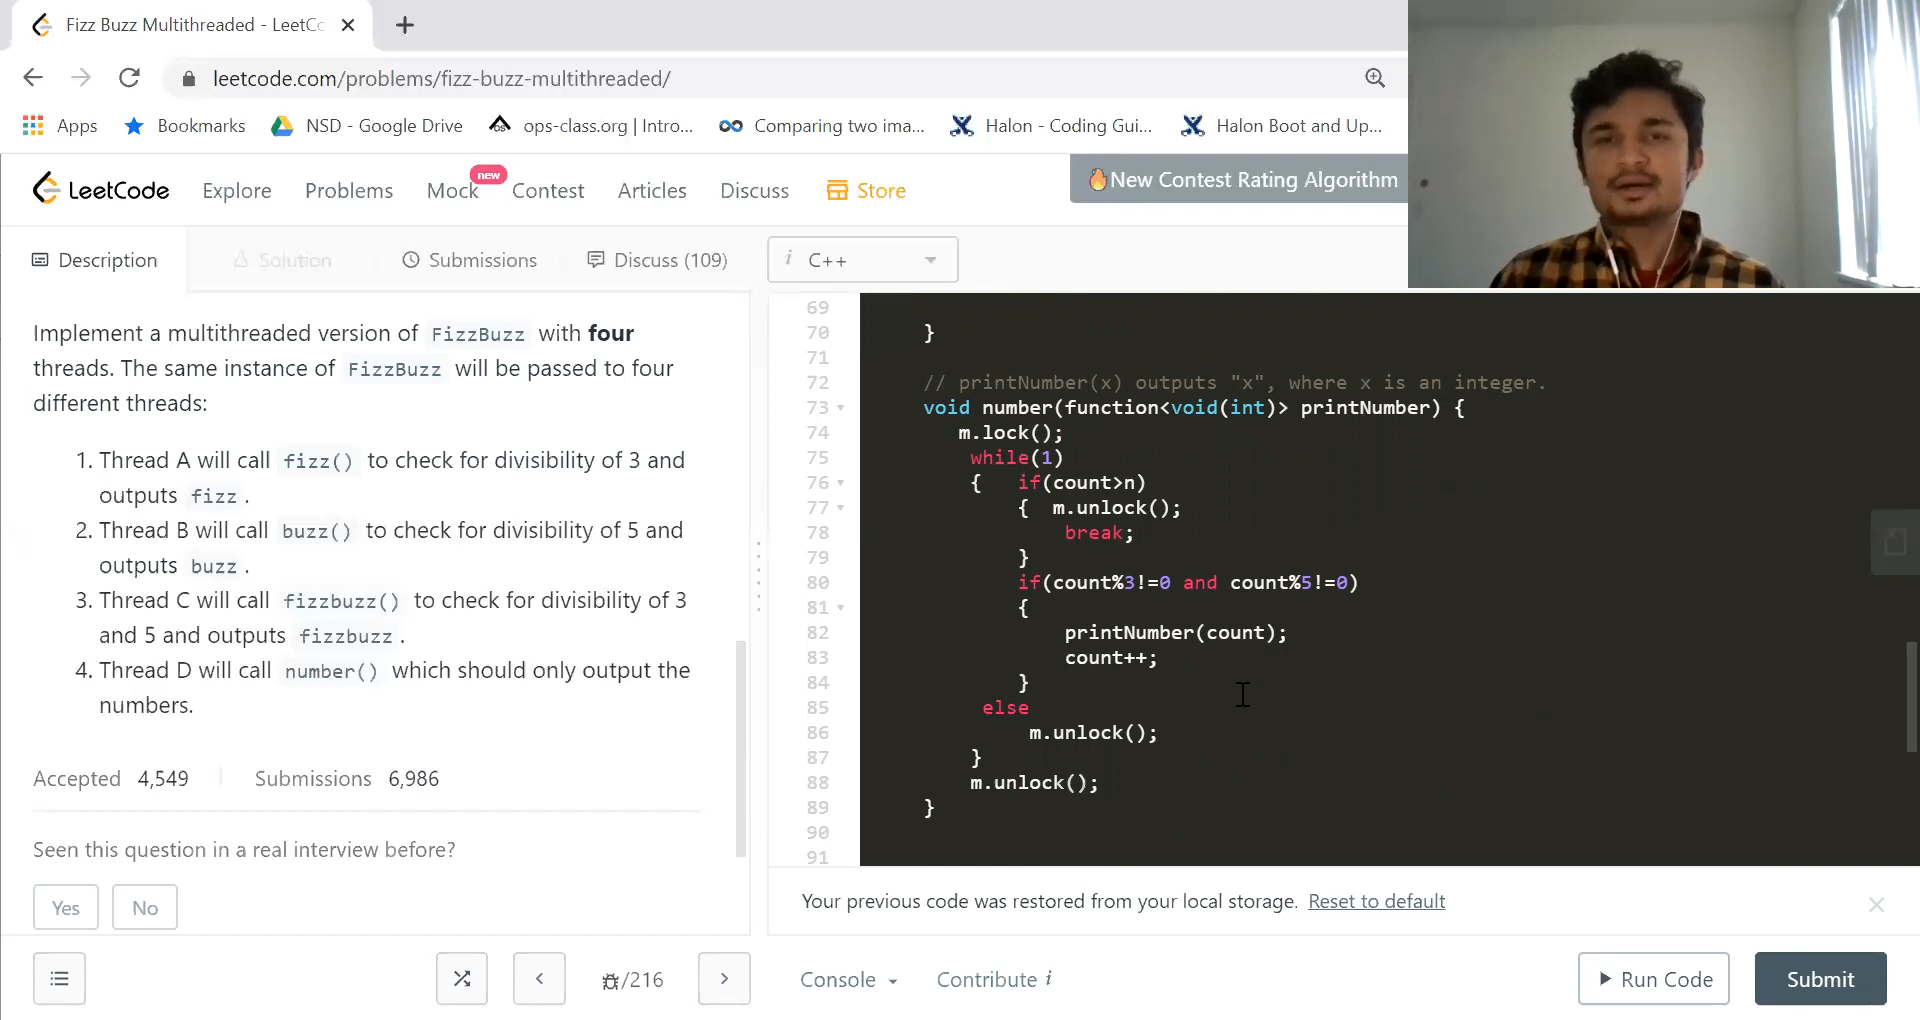 Fizz Buzz Multithreaded - LeetCo
leetcode.com/problems/fizz-buzz-multithreaded/
Apps Bookmarks NSD - Google Drive ops-class.org | Intro... Comparing two ima... Halon - Coding Gui... Halon Boot and Up...
LeetCode Explore Problems Mock new Contest Articles Discuss Store
New Contest Rating Algorithm
Description Solution Submissions Discuss (109)
i C++
Implement a multithreaded version of FizzBuzz with four
threads. The same instance of FizzBuzz will be passed to four
different threads:
1. Thread A will call fizz() to check for divisibility of 3 and
outputs fizz .
2. Thread B will call buzz() to check for divisibility of 5 and
outputs buzz .
3. Thread C will call fizzbuzz() to check for divisibility of 3
and 5 and outputs fizzbuzz .
4. Thread D will call number() which should only output the
numbers.
Accepted 4,549 Submissions 6,986
Seen this question in a real interview before?
Yes No
69
70 }
71
72 // printNumber(x) outputs "x", where x is an integer.
73 void number(function<void(int)> printNumber) {
74 m.lock();
75 while(1)
76 { if(count>n)
77 { m.unlock();
78 break;
79 }
80 if(count%3!=0 and count%5!=0)
81 {
82 printNumber(count);
83 count++;
84 }
85 else
86 m.unlock();
87 }
88 m.unlock();
89 }
90
91
Your previous code was restored from your local storage. Reset to default
/216
Console Contribute i
Run Code Submit